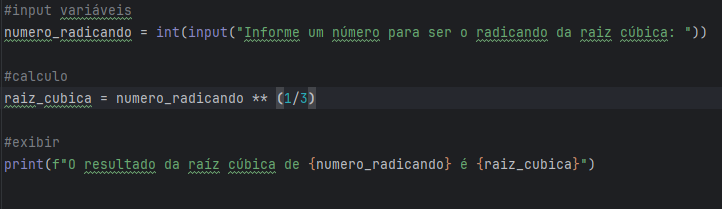 #input variáveis
numero_radicando = int(input("Informe um número para ser o radicando da raiz cúbica: "))
#calculo
raiz_cubica = numero_radicando ** (1/3)
#exibir
print(f"O resultado da raiz cúbica de {numero_radicando} é {raiz_cubica}")